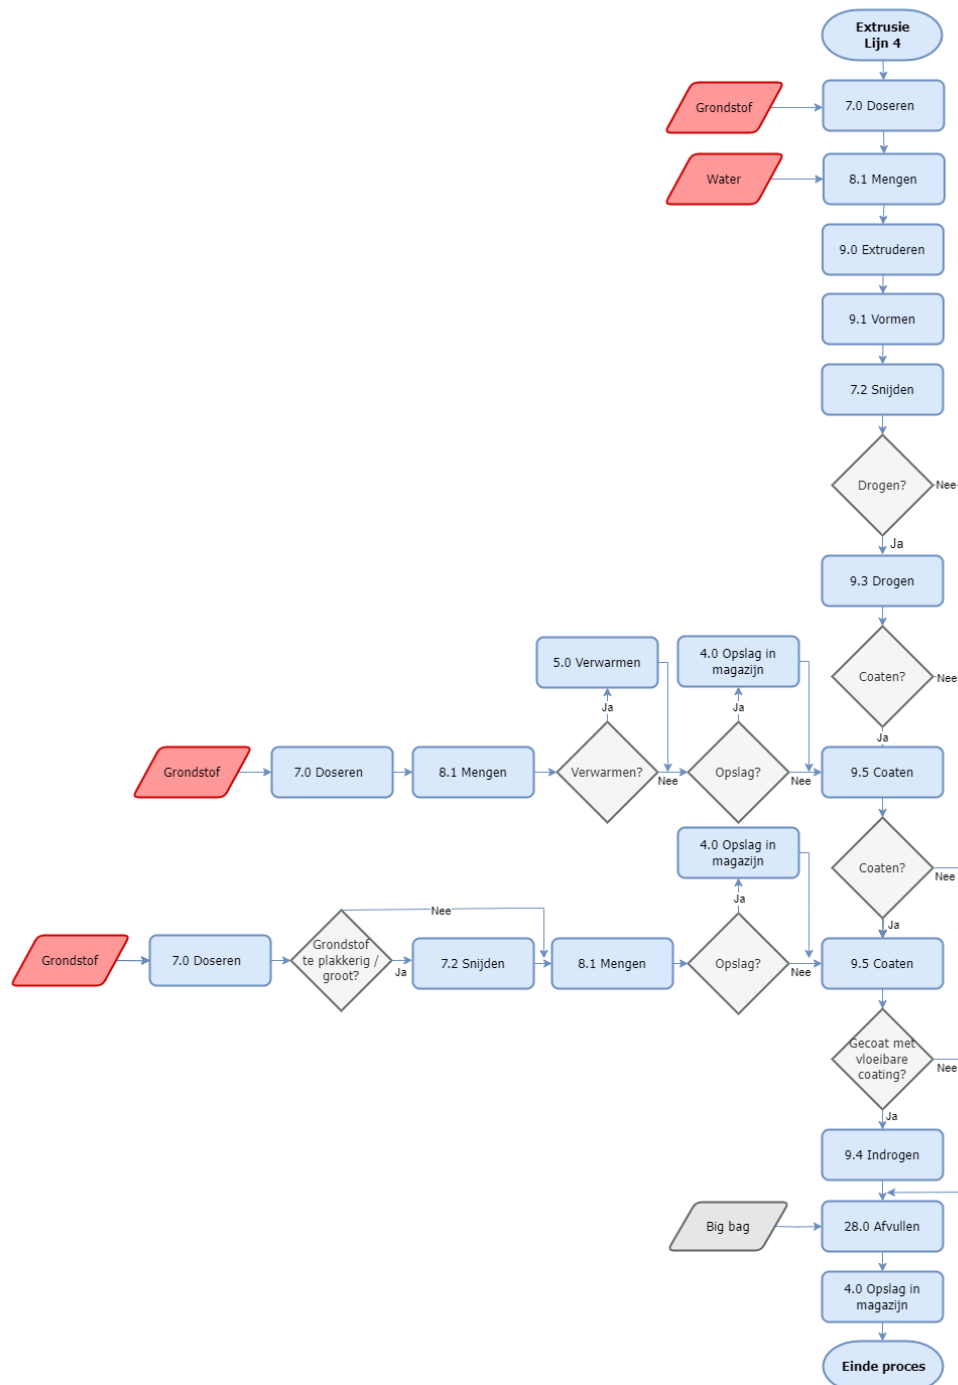 Extrusie
Lijn 4
Grondstof
7.0 Doseren
Water
8.1 Mengen
9.0 Extruderen
9.1 Vormen
7.2 Snijden
Drogen?
Nee
Ja
9.3 Drogen
5.0 Verwarmen
4.0 Opslag in
magazijn
Coaten?
Nee
Ja
Ja
Ja
Grondstof
7.0 Doseren
8.1 Mengen
Verwarmen?
Nee
Opslag?
Nee
9.5 Coaten
4.0 Opslag in
magazijn
Coaten?
Nee
Ja
Nee
Ja
Grondstof
7.0 Doseren
Grondstof
te plakkerig /
groot?
Ja
7.2 Snijden
8.1 Mengen
Opslag?
Nee
9.5 Coaten
Gecoat met
vloeibare
coating?
Nee
Ja
9.4 Indrogen
Big bag
28.0 Afvullen
4.0 Opslag in
magazijn
Einde proces